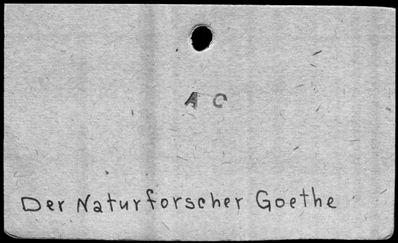 A C
Der Naturforscher Goethe